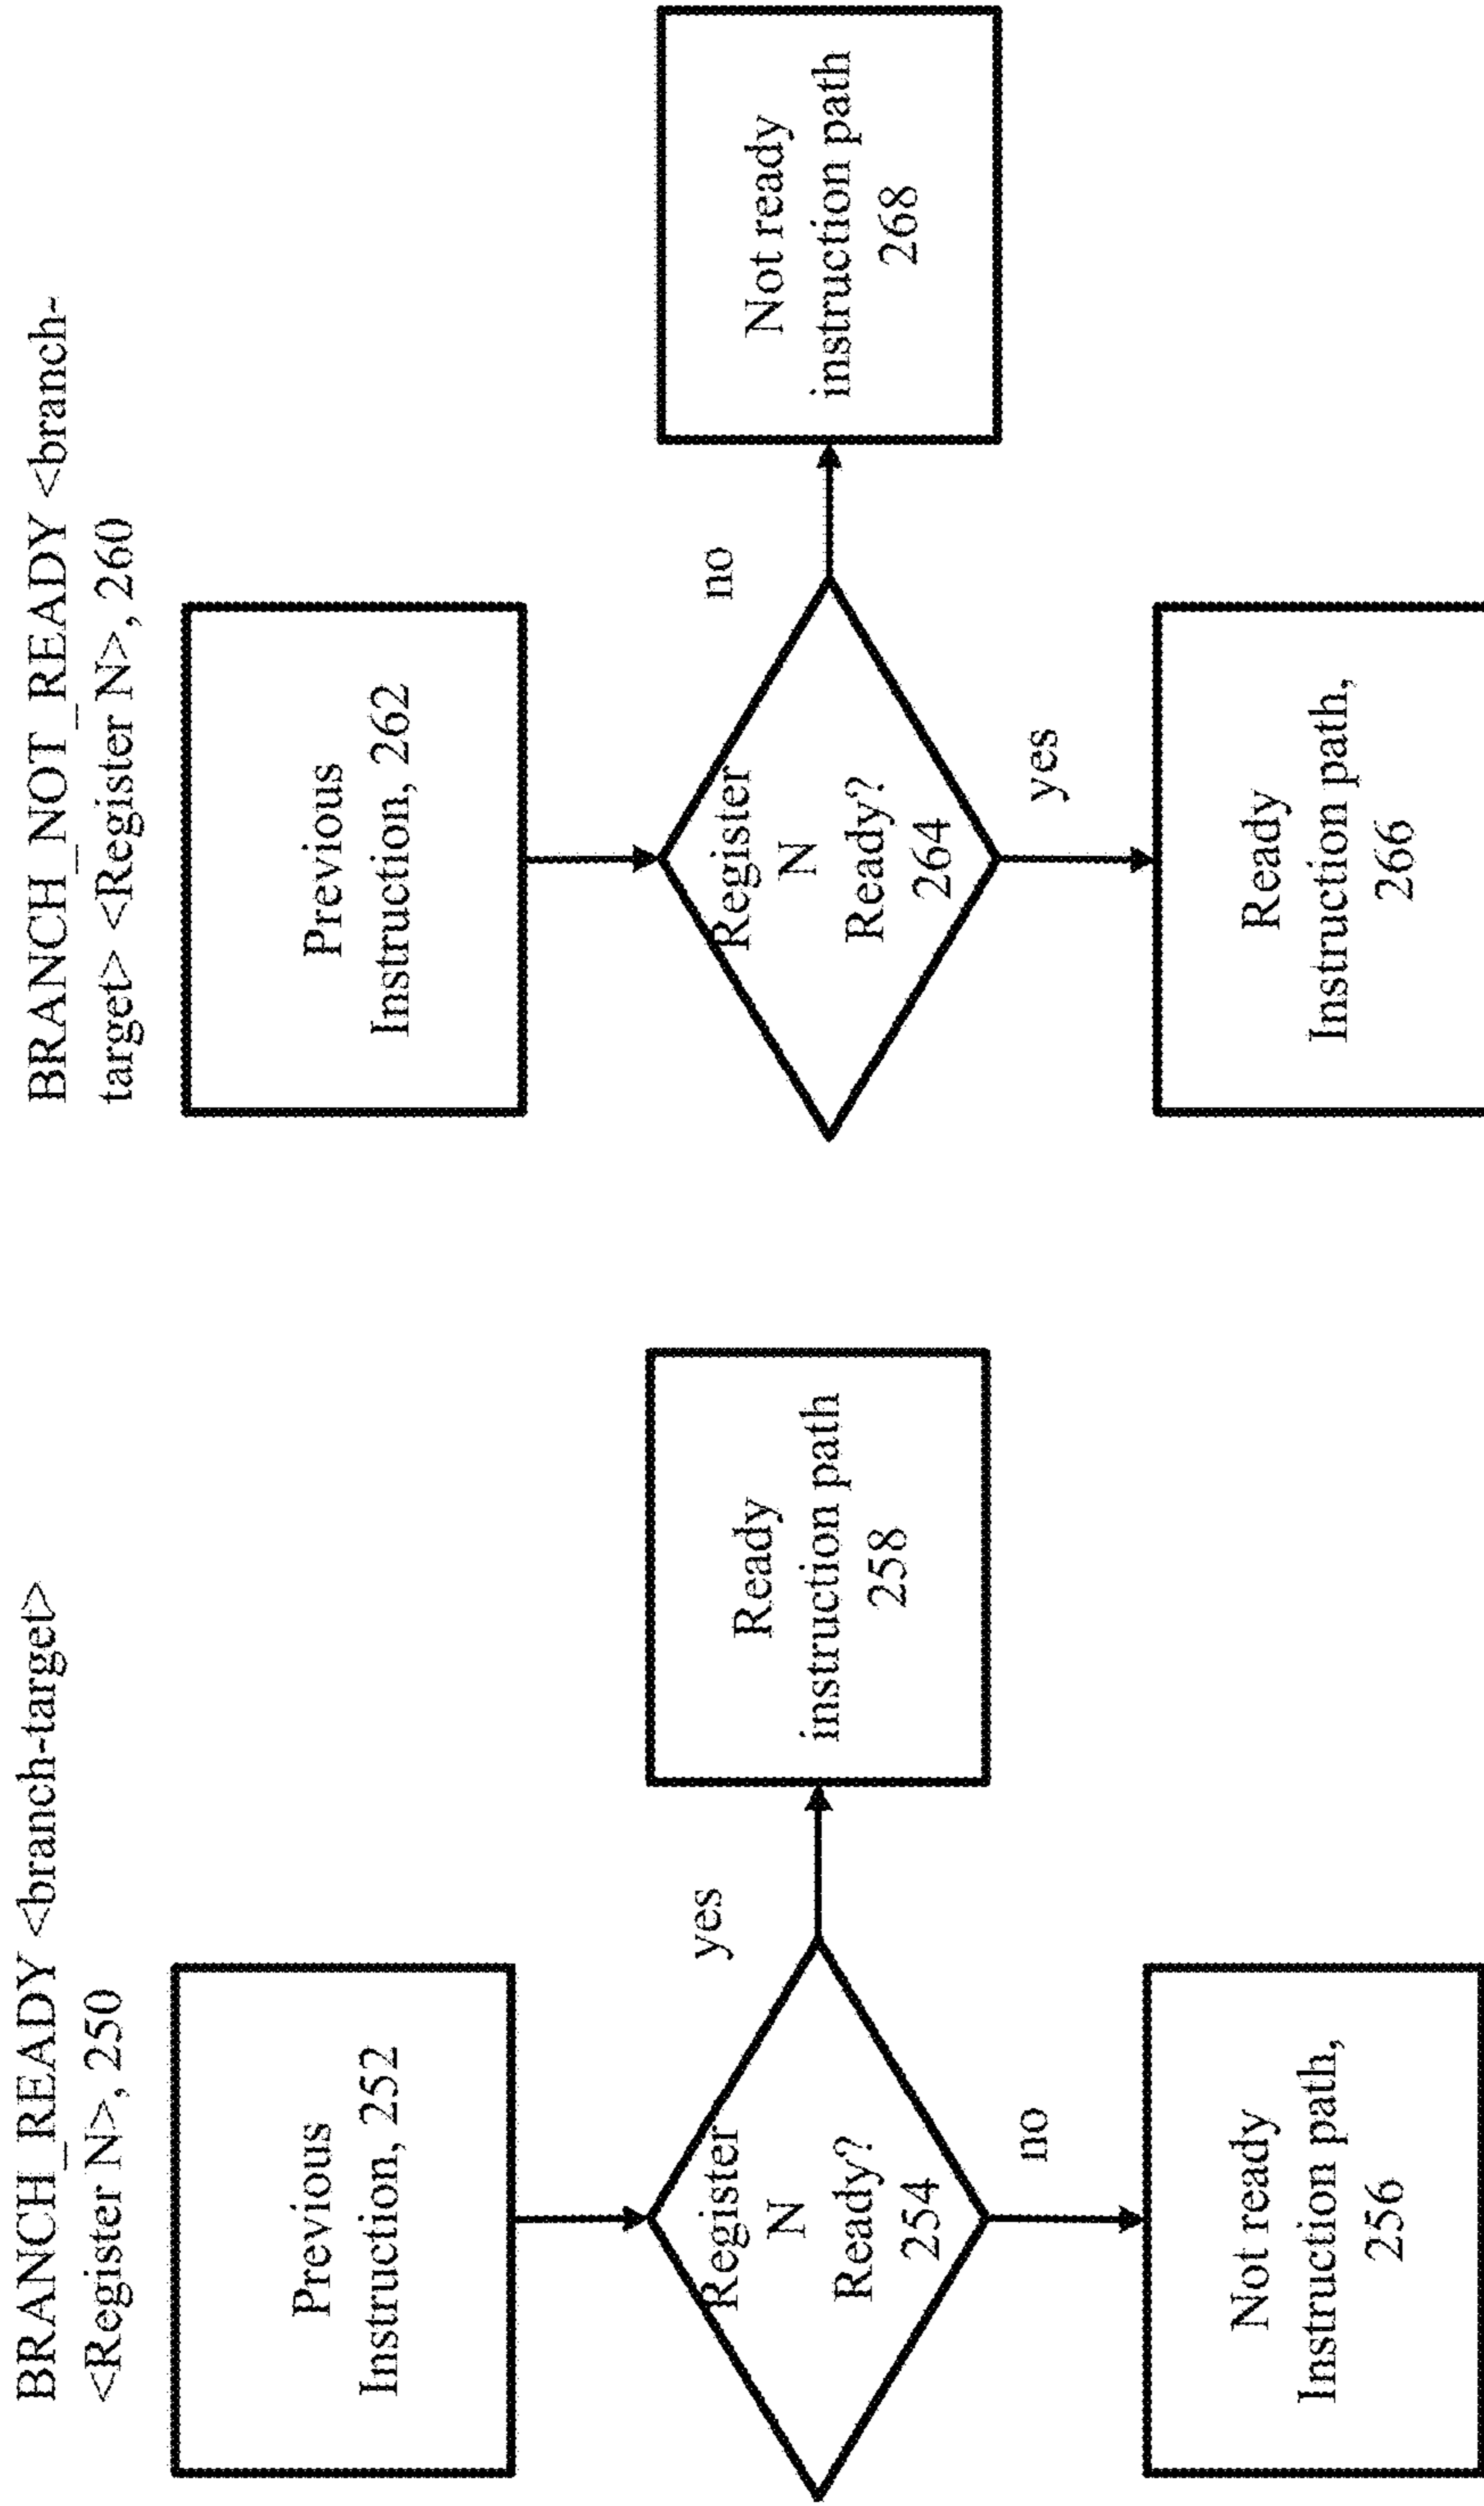 BRANCH_READY <branch-target>
<Register N>, 250
Previous
Instruction, 252
Register
N
Ready?
254
yes
Ready
instruction path
258
no
Not ready
Instruction path,
256
BRANCH_NOT_READY <branch-
target> <Register N>, 260
Previous
Instruction, 262
Register
N
Ready?
264
no
Not ready
instruction path
268
yes
Ready
Instruction path,
266